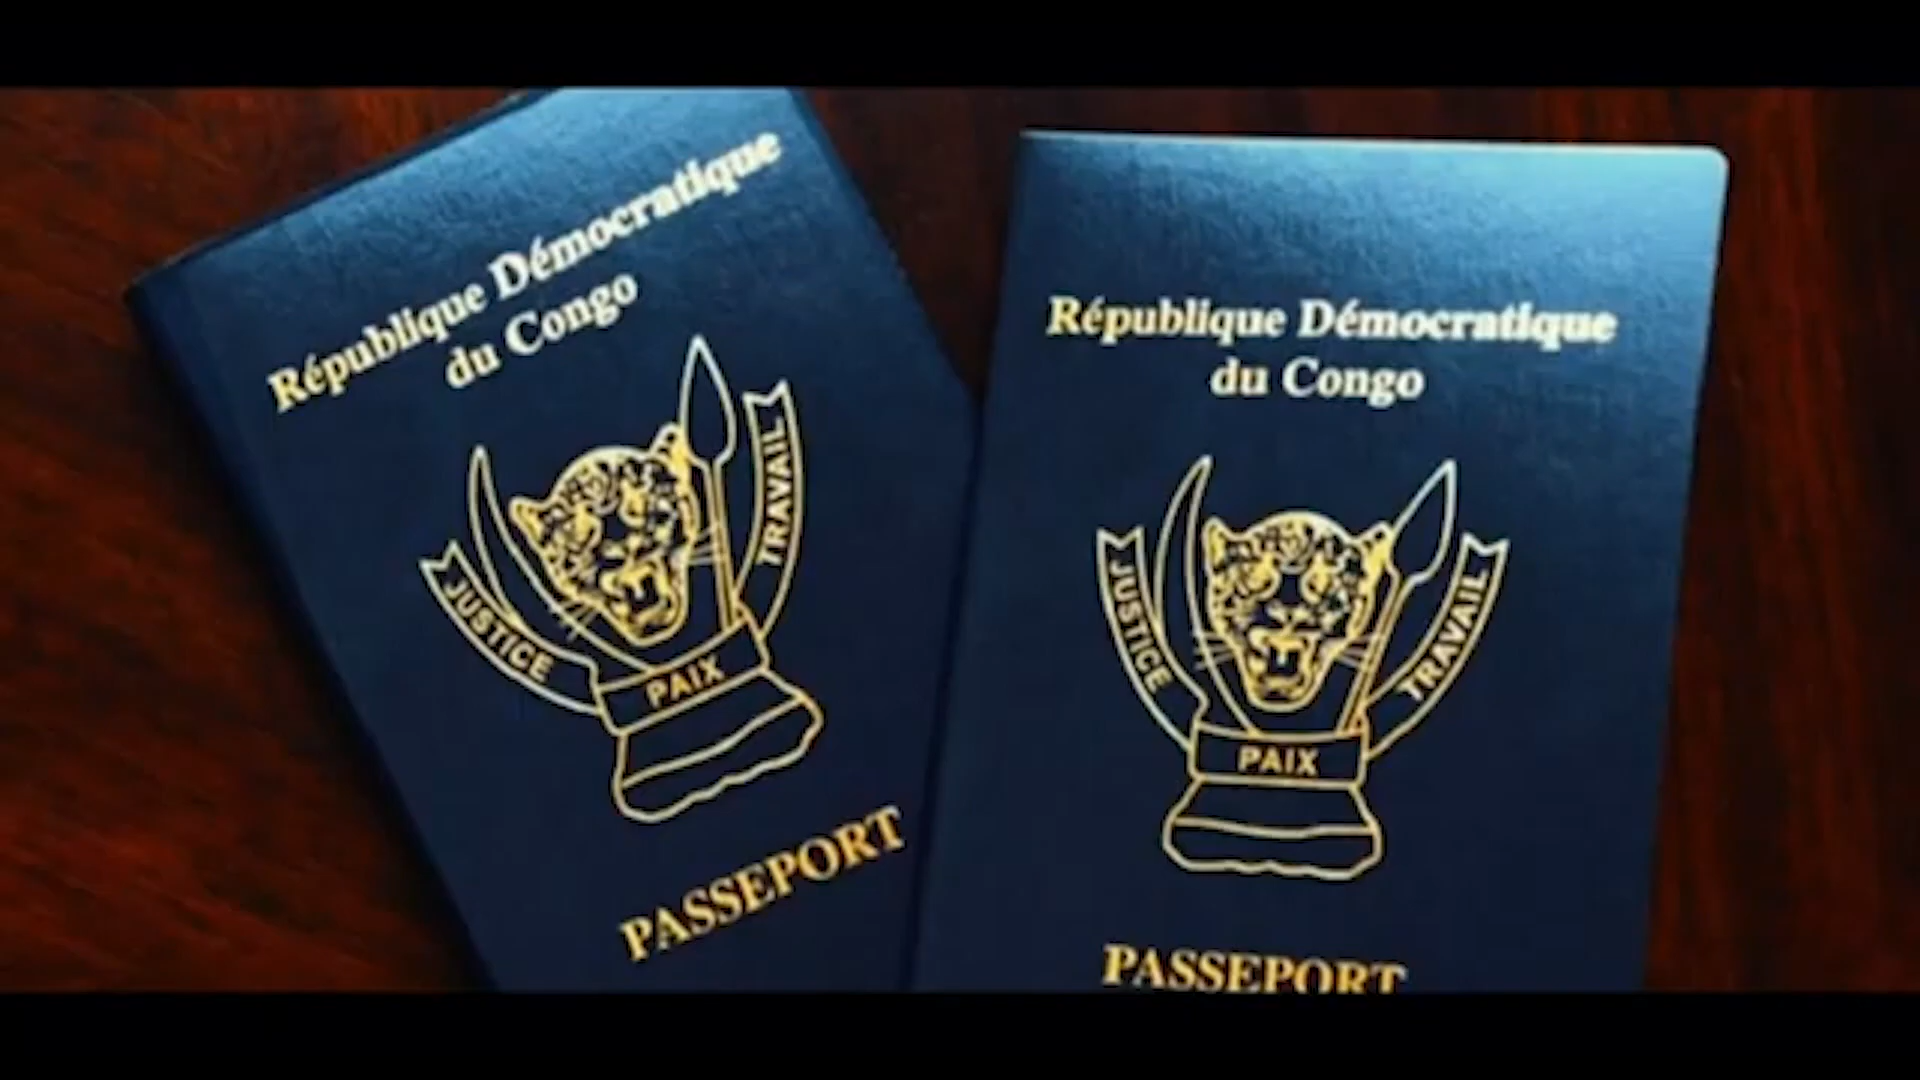 République Démocratique
du Congo
JUSTICE
PAIX
TRAVAIL
PASSEPORT
République Démocratique
du Congo
JUSTICE
PAIX
TRAVAIL
PASSEPORT